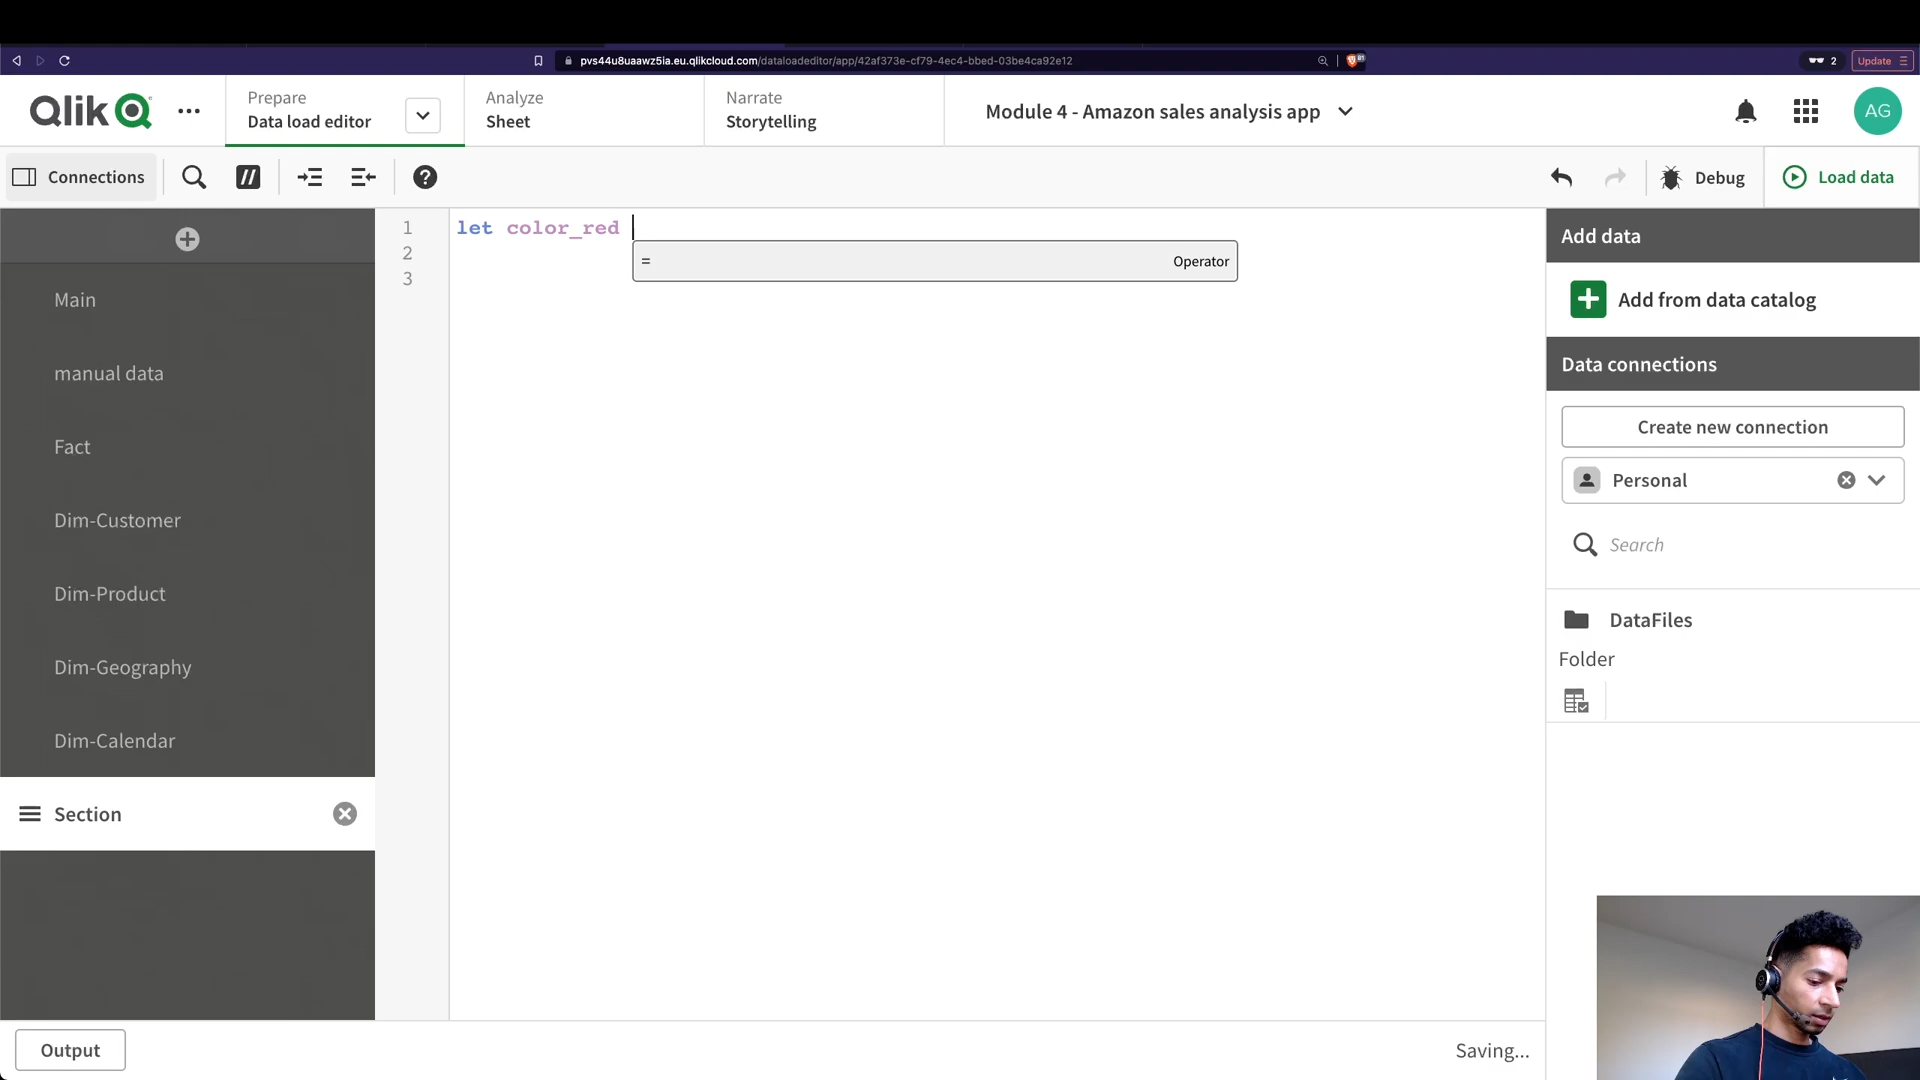 pvs44u8uaawz5ia.eu.qlikcloud.com/dataloadeditor/app/42af373e-cf79-4ec4-bbed-03be4ca92e12
2
Update
Qlik
Prepare
Data load editor
Analyze
Sheet
Narrate
Storytelling
Module 4 - Amazon sales analysis app
AG
Connections
//
?
Debug
Load data
Main
manual data
Fact
Dim-Customer
Dim-Product
Dim-Geography
Dim-Calendar
Section
1
2
3
let color_red
= Operator
Add data
Add from data catalog
Data connections
Create new connection
Personal
Search
DataFiles
Folder
Output
Saving...